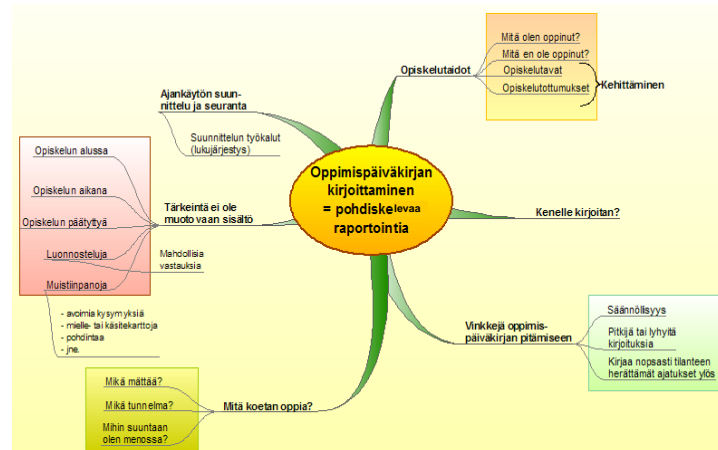 Oppimispäiväkirjan
kirjoittaminen
= pohdiskelevaa
raportointia
Opiskelutaidot
Mitä olen oppinut?
Mitä en ole oppinut?
Opiskelutavat
Opiskelutottumukset
Kehittäminen
Kenelle kirjoitan?
Vinkkejä oppimis-
päiväkirjan pitämiseen
Säännöllisyys
Pitkijä tai lyhyitä
kirjoituksia
Kirjaa nopsasti tilanteen
herättämät ajatukset ylös
Mitä koetan oppia?
Mikä mättää?
Mikä tunnelma?
Mihin suuntaan
olen menossa?
Tärkeintä ei ole
muoto vaan sisältö
Opiskelun alussa
Opiskelun aikana
Opiskelun päätyttyä
Luonnosteluja
Mahdollisia
vastauksia
Muistiinpanoja
- avoimia kysymyksiä
- mielle- tai käsitekarttoja
- pohdintaa
- jne.
Ajankäytön suun-
nittelu ja seuranta
Suunnittelun työkalut
(lukujärjestys)